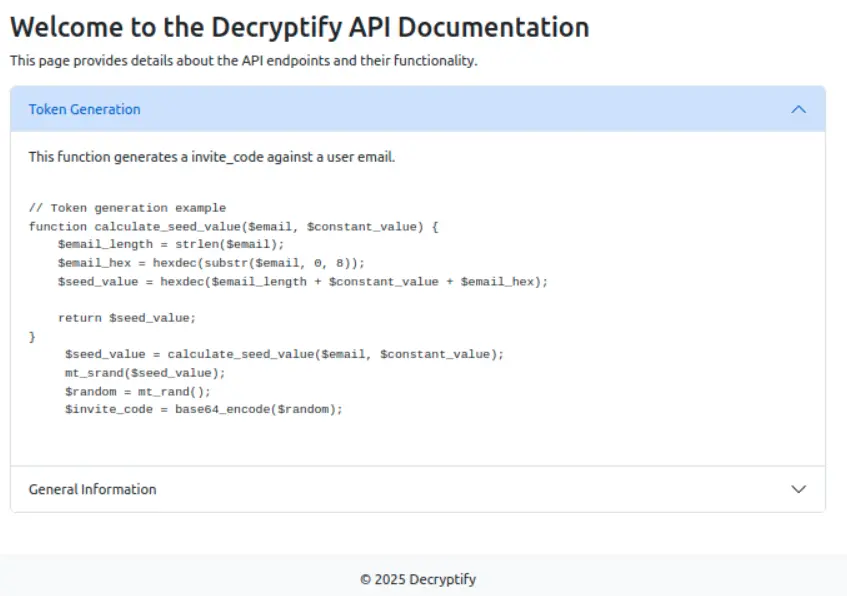 Welcome to the Decryptify API Documentation
This page provides details about the API endpoints and their functionality.
Token Generation
This function generates a invite_code against a user email.
// Token generation example
function calculate_seed_value($email, $constant_value) {
    $email_length = strlen($email);
    $email_hex = hexdec(substr($email, 0, 8));
    $seed_value = hexdec($email_length + $constant_value + $email_hex);
    return $seed_value;
}
     $seed_value = calculate_seed_value($email, $constant_value);
     mt_srand($seed_value);
     $random = mt_rand();
     $invite_code = base64_encode($random);
General Information
© 2025 Decryptify